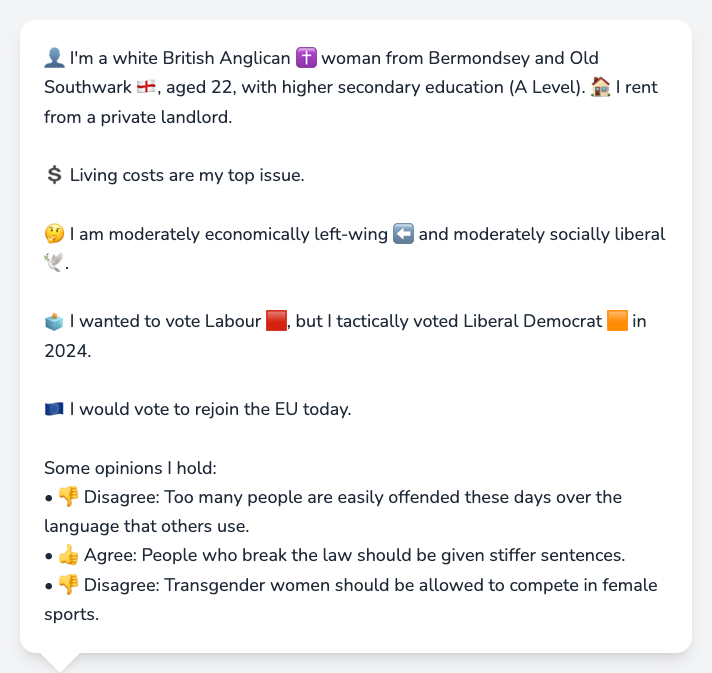 👤 I'm a white British Anglican ✝️ woman from Bermondsey and Old
Southwark 🏴󠁧󠁢󠁥󠁮󠁧󠁿, aged 22, with higher secondary education (A Level). 🏠 I rent
from a private landlord.
💲 Living costs are my top issue.
🤔 I am moderately economically left-wing ⬅️ and moderately socially liberal
🕊️.
🗳️ I wanted to vote Labour 🟥, but I tactically voted Liberal Democrat 🟧 in
2024.
🇪🇺 I would vote to rejoin the EU today.
Some opinions I hold:
• 👎 Disagree: Too many people are easily offended these days over the
language that others use.
• 👍 Agree: People who break the law should be given stiffer sentences.
• 👎 Disagree: Transgender women should be allowed to compete in female
sports.